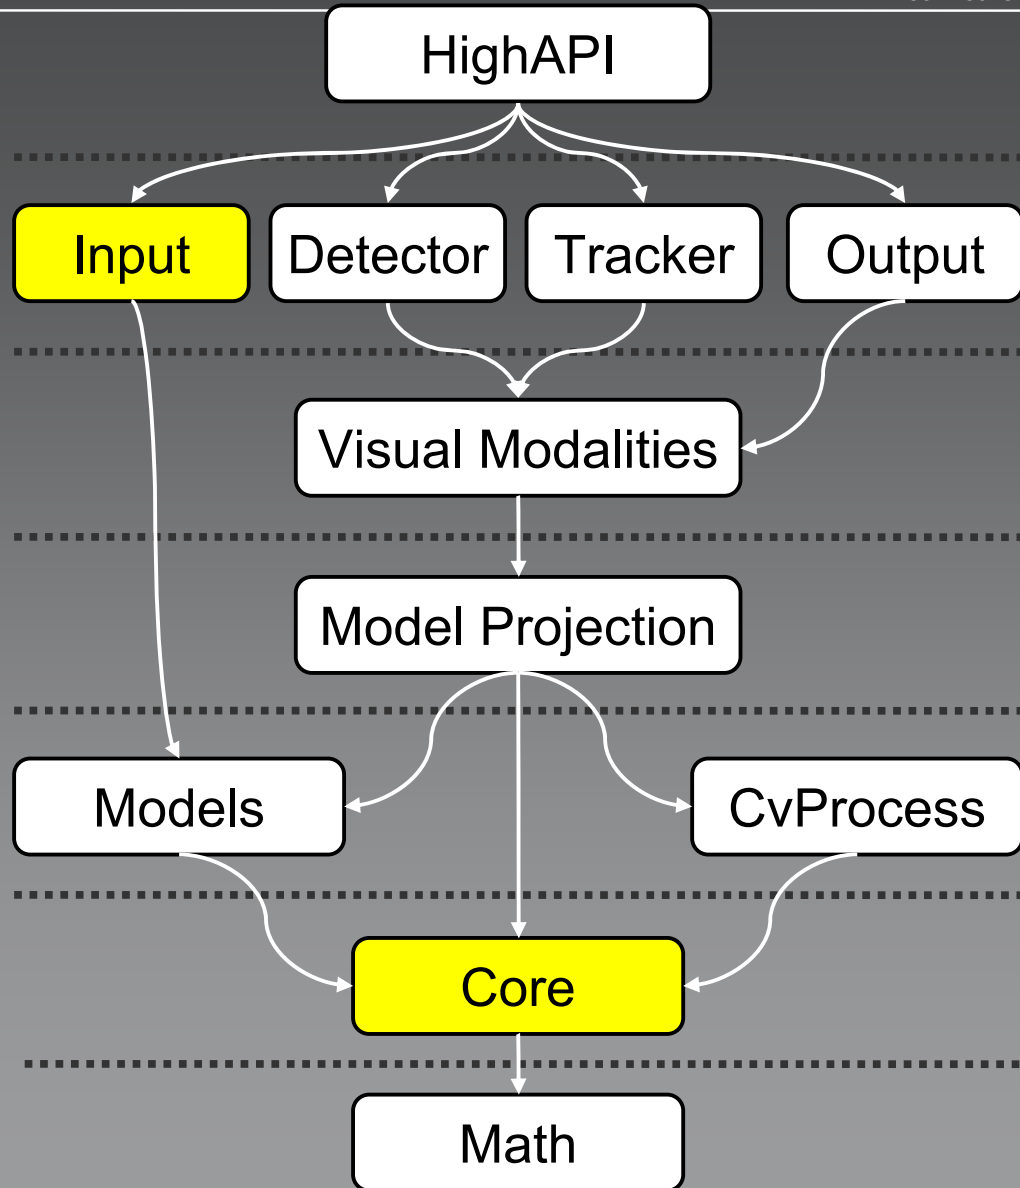 HighAPI
Input
Detector
Tracker
Output
Visual Modalities
Model Projection
Models
CvProcess
Core
Math